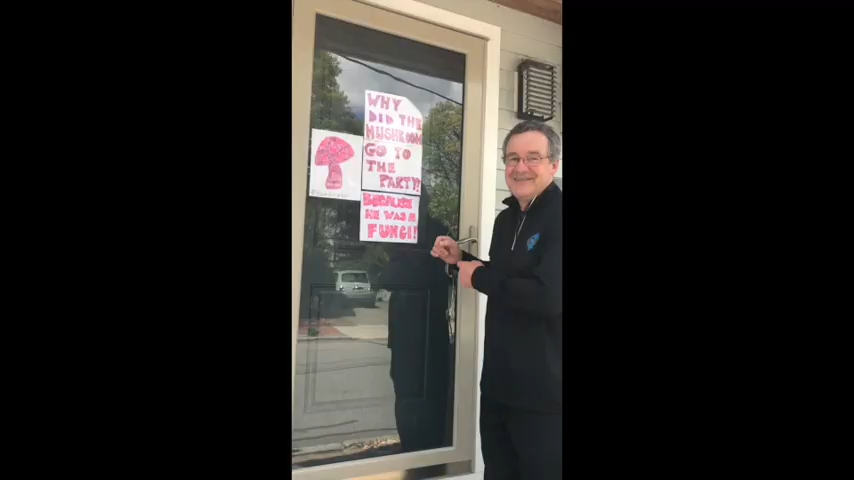 WHY
DID THE
MUSHROOM
GO TO
THE
PARTY?
BECAUSE
HE WAS A
FUNGI!